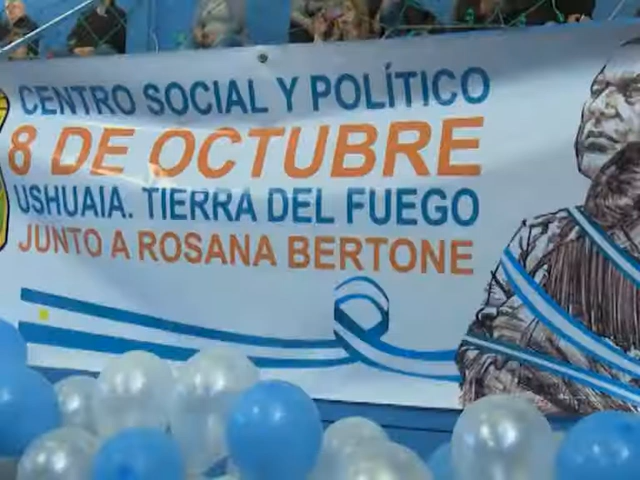 CENTRO SOCIAL Y POLÍTICO
8 DE OCTUBRE
USHUAIA. TIERRA DEL FUEGO
JUNTO A ROSANA BERTONE